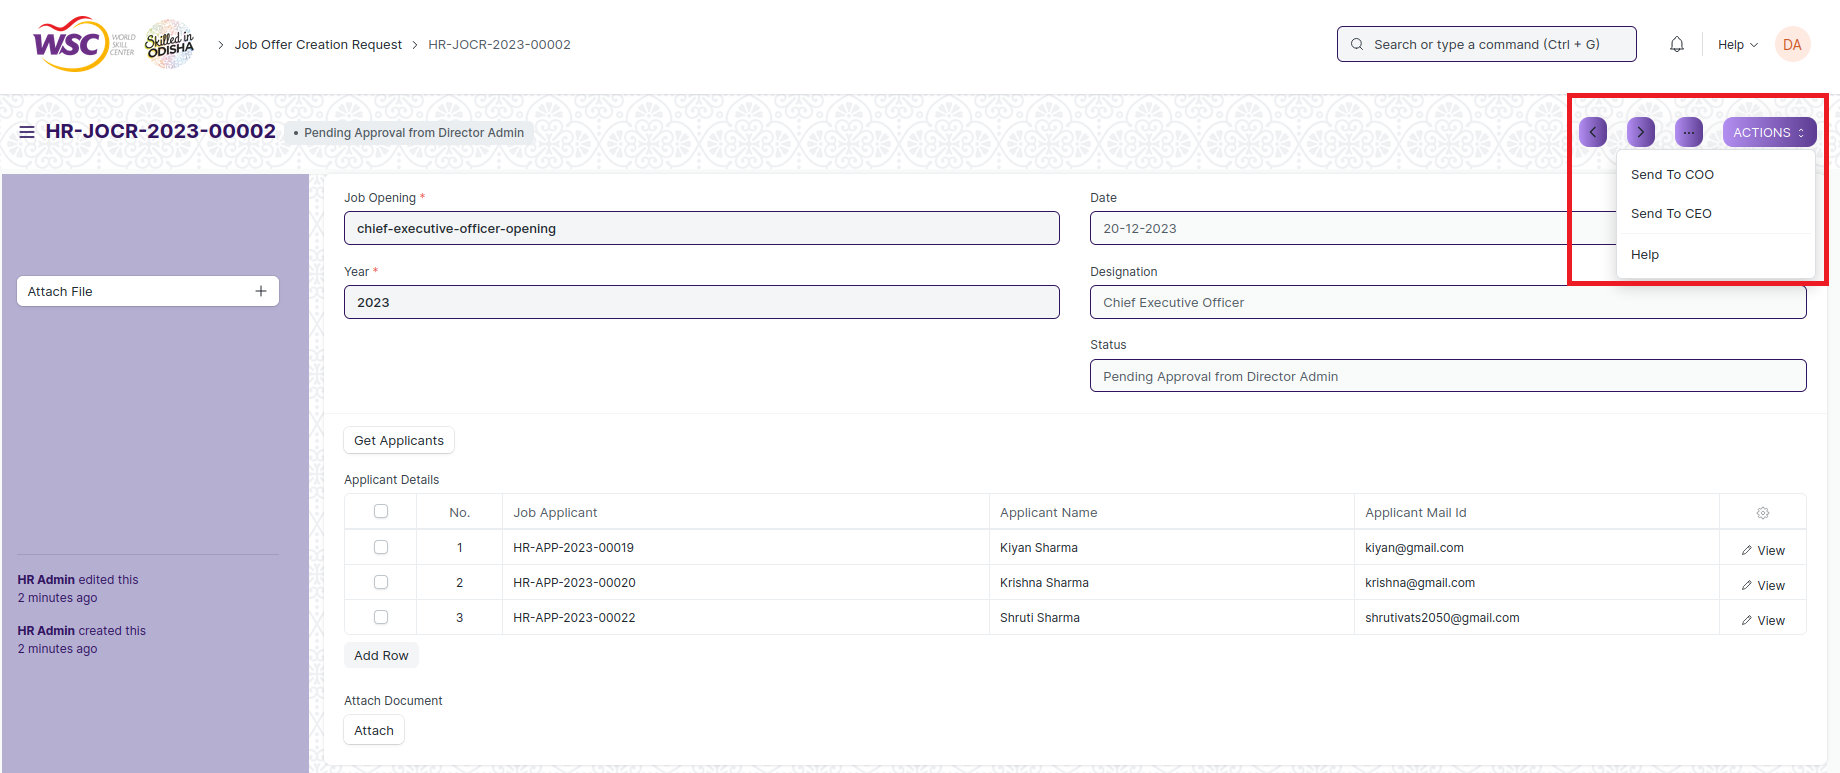 WSC WORLD SKILL CENTER
Skilled in ODISHA
Job Offer Creation Request
HR-JOCR-2023-00002
Search or type a command (Ctrl + G)
Help
DA
HR-JOCR-2023-00002
• Pending Approval from Director Admin
ACTIONS
Send To COO
Send To CEO
Help
Attach File
HR Admin edited this
2 minutes ago
HR Admin created this
2 minutes ago
Job Opening *
chief-executive-officer-opening
Date
20-12-2023
Year *
2023
Designation
Chief Executive Officer
Status
Pending Approval from Director Admin
Get Applicants
Applicant Details
No. Job Applicant Applicant Name Applicant Mail Id
1 HR-APP-2023-00019 Kiyan Sharma kiyan@gmail.com View
2 HR-APP-2023-00020 Krishna Sharma krishna@gmail.com View
3 HR-APP-2023-00022 Shruti Sharma shrutivats2050@gmail.com View
Add Row
Attach Document
Attach